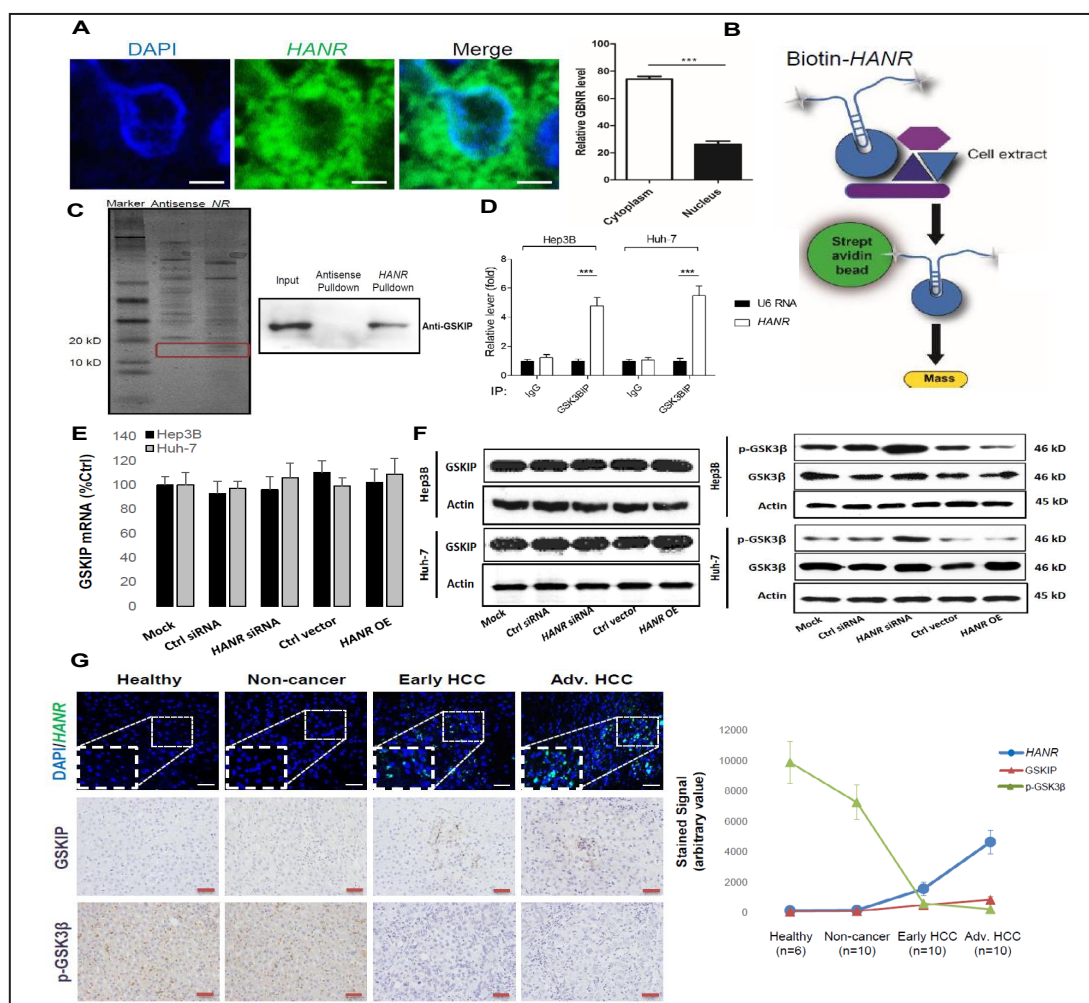 A
DAPI
HANR
Merge
Relative GBNR level
100
80
60
40
20
0
***
Cytoplasm
Nucleus
B
Biotin-HANR
Cell extract
Strept
avidin
bead
Mass
C
Marker
Antisense
NR
20 kD
10 kD
Input
Antisense
Pulldown
HANR
Pulldown
Anti-GSKIP
D
Hep3B
Huh-7
***
***
Relative lever (fold)
8
6
4
2
0
IP:
IgG
GSK3BIP
IgG
GSK3BIP
U6 RNA
HANR
E
GSKIP mRNA (%Ctrl)
140
120
100
80
60
40
20
0
Hep3B
Huh-7
Mock
Ctrl siRNA
HANR siRNA
Ctrl vector
HANR OE
F
Hep3B
GSKIP
Actin
Huh-7
GSKIP
Actin
Mock
Ctrl siRNA
HANR siRNA
Ctrl vector
HANR OE
Hep3B
p-GSK3β
46 kD
GSK3β
46 kD
Actin
45 kD
Huh-7
p-GSK3β
46 kD
GSK3β
46 kD
Actin
45 kD
Mock
Ctrl siRNA
HANR siRNA
Ctrl vector
HANR OE
G
Healthy
Non-cancer
Early HCC
Adv. HCC
DAPI/HANR
GSKIP
p-GSK3β
Stained Signal
(arbitrary value)
12000
10000
8000
6000
4000
2000
0
HANR
GSKIP
p-GSK3β
Healthy
(n=6)
Non-cancer
(n=10)
Early HCC
(n=10)
Adv. HCC
(n=10)